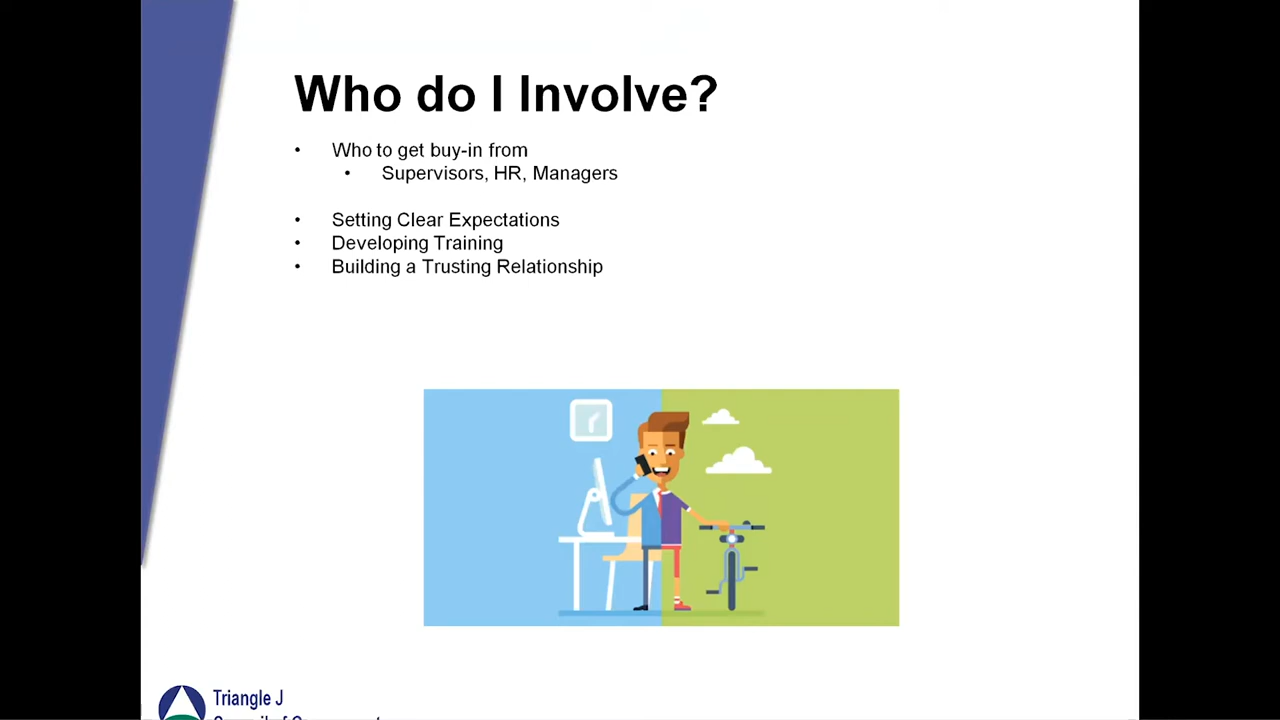 Who do I Involve?
• Who to get buy-in from
• Supervisors, HR, Managers
• Setting Clear Expectations
• Developing Training
• Building a Trusting Relationship
Triangle J